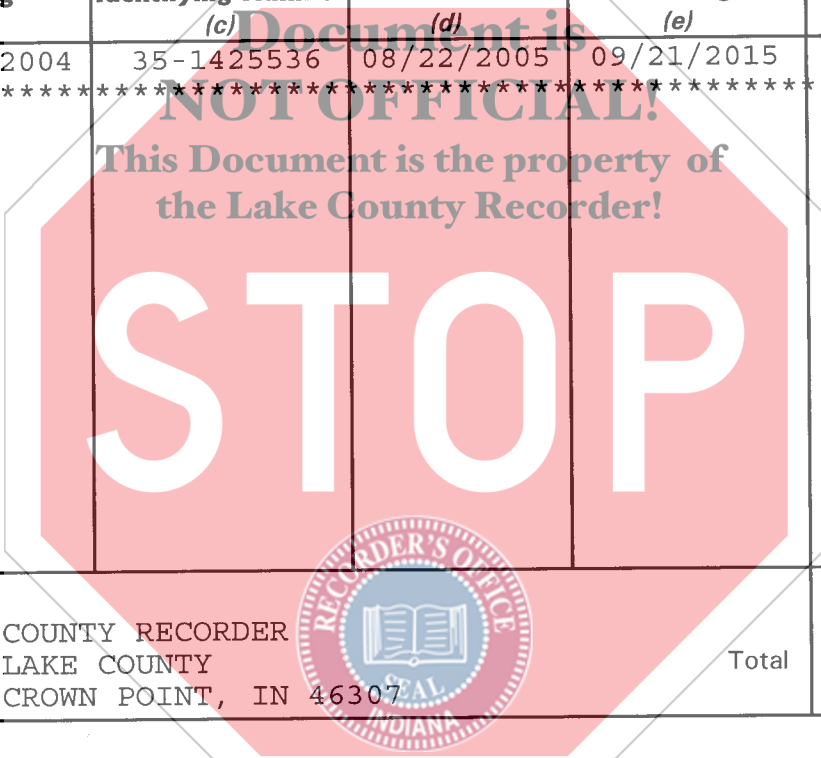 (c) (d) (e)
Document is
2004 35-1425536 08/22/2005 09/21/2015
**************************************************
NOT OFFICIAL!
This Document is the property of
the Lake County Recorder!
STOP
RECORDER'S OFFICE
SEAL
INDIANA
COUNTY RECORDER
LAKE COUNTY
CROWN POINT, IN 46307
Total